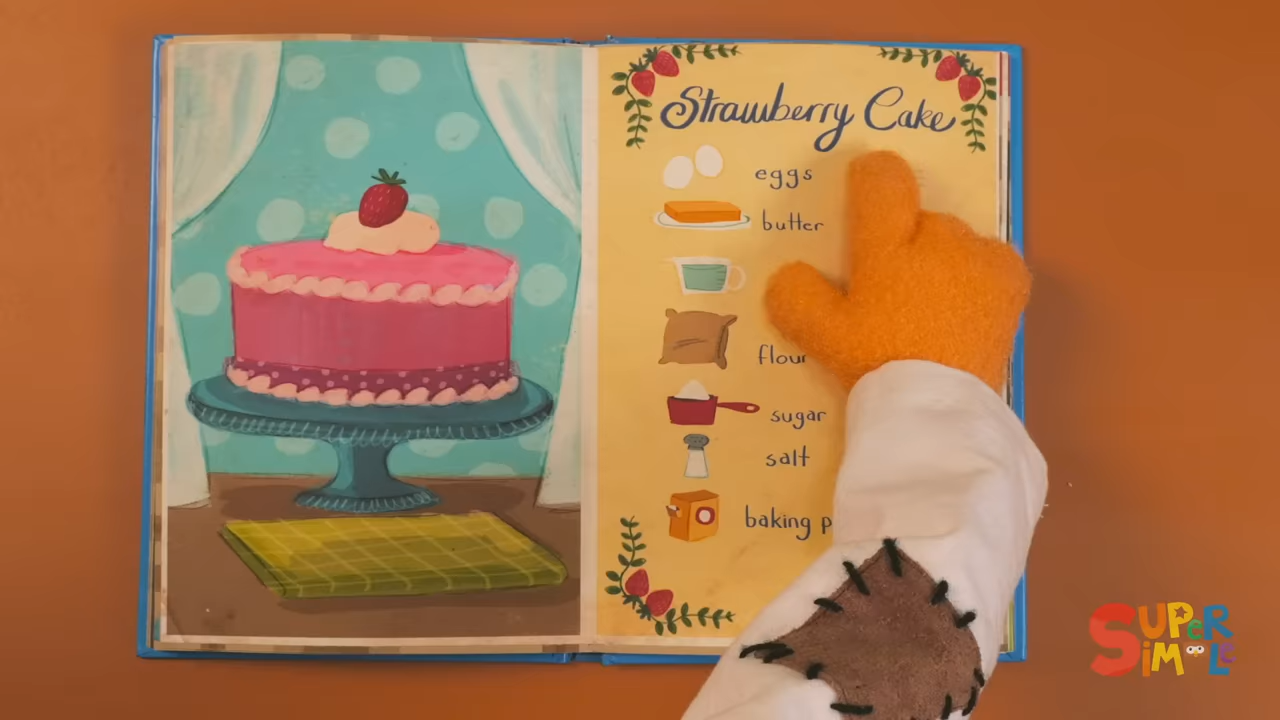 Strawberry Cake
eggs
butter
flour
sugar
salt
baking p
SUPER
SIMPLE